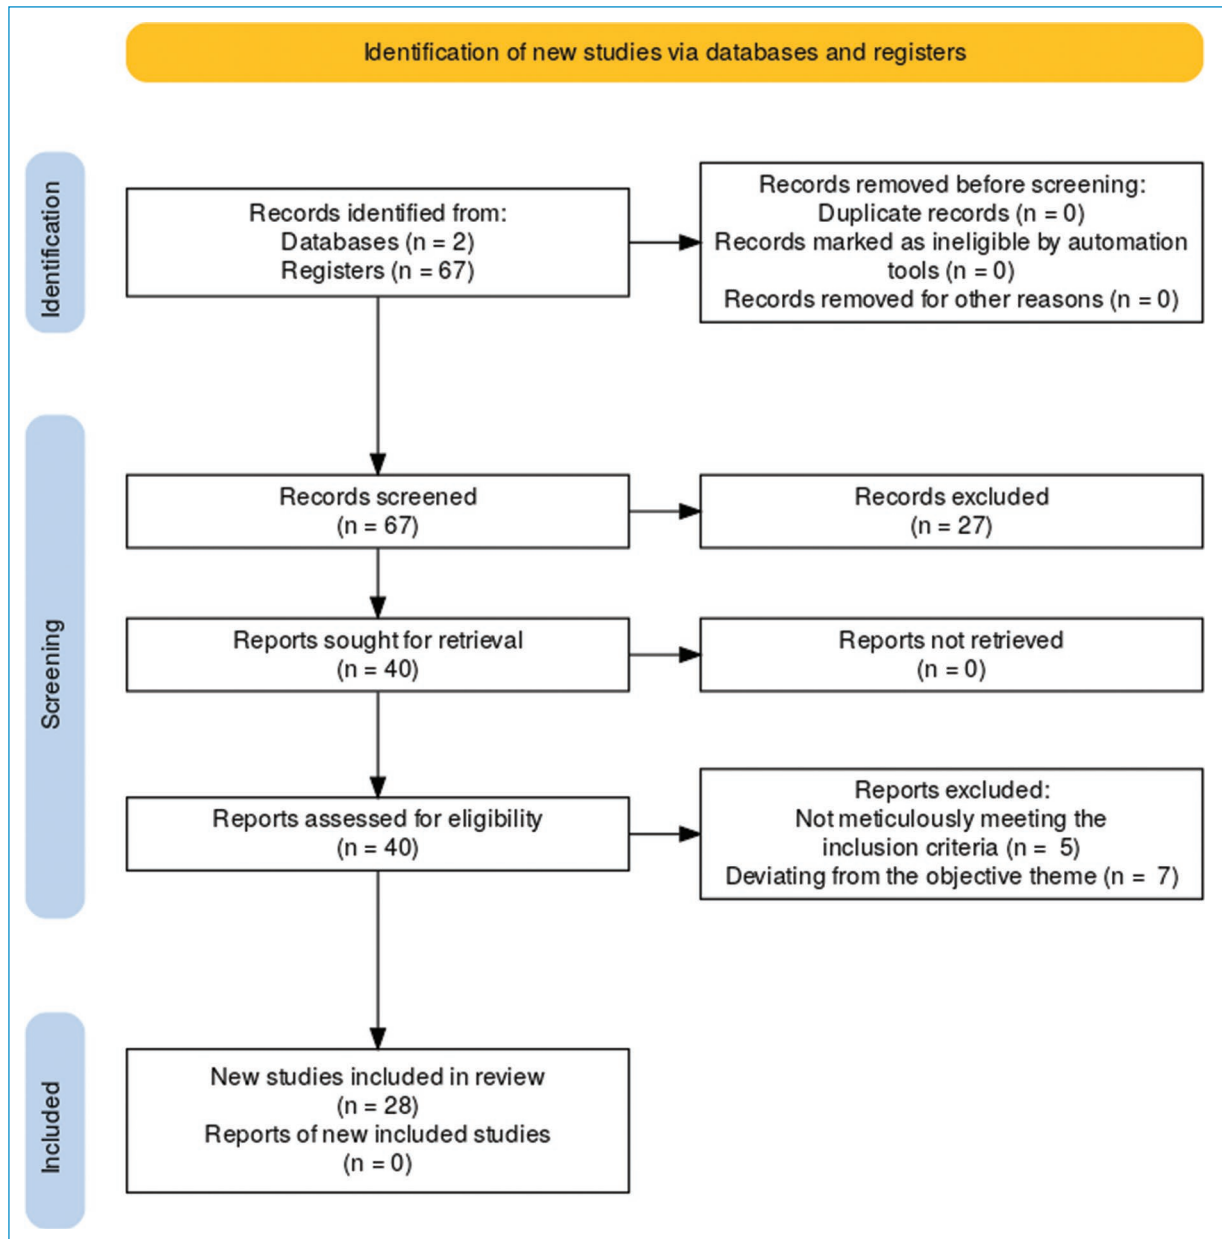 Identification of new studies via databases and registers
Identification
Records identified from:
Databases (n = 2)
Registers (n = 67)
Records removed before screening:
Duplicate records (n = 0)
Records marked as ineligible by automation
tools (n = 0)
Records removed for other reasons (n = 0)
Screening
Records screened
(n = 67)
Records excluded
(n = 27)
Reports sought for retrieval
(n = 40)
Reports not retrieved
(n = 0)
Reports assessed for eligibility
(n = 40)
Reports excluded:
Not meticulously meeting the
inclusion criteria (n = 5)
Deviating from the objective theme (n = 7)
Included
New studies included in review
(n = 28)
Reports of new included studies
(n = 0)